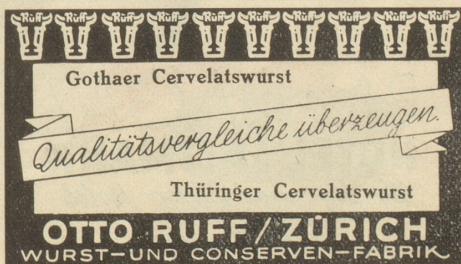 Ruff Ruff Ruff Ruff Ruff Ruff Ruff Ruff Ruff Ruff
Gothaer Cervelatswurst
Qualitätsvergleiche überzeugen.
Thüringer Cervelatswurst
OTTO RUFF/ZÜRICH
WURST-UND CONSERVEN-FABRIK